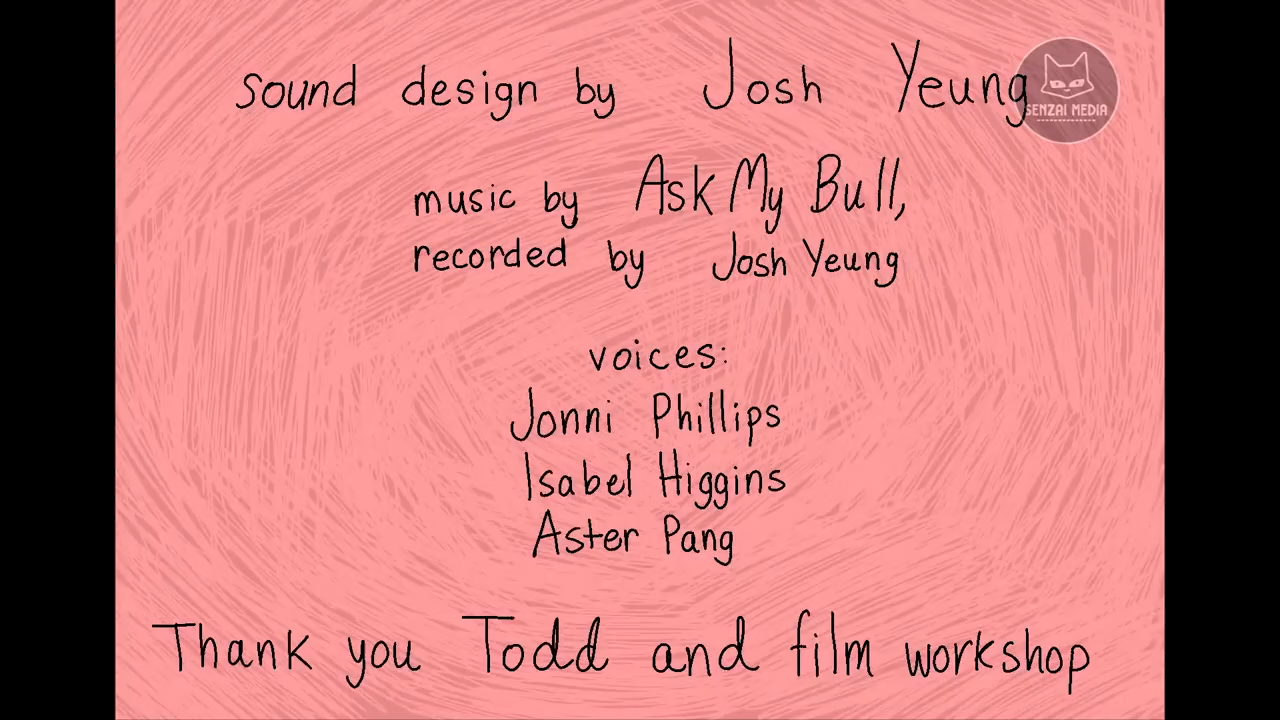 sound design by Josh Yeung
SENZAI MEDIA
music by Ask My Bull,
recorded by Josh Yeung
voices:
Jonni Phillips
Isabel Higgins
Aster Pang
Thank you Todd and film workshop